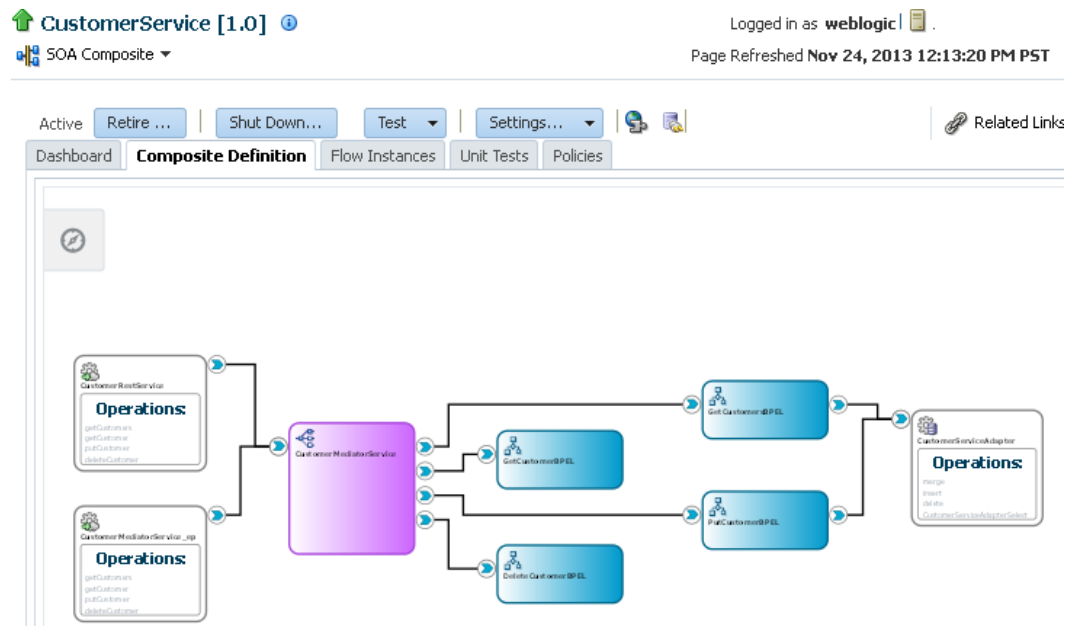 CustomerService [1.0]
Logged in as weblogic .
SOA Composite
Page Refreshed Nov 24, 2013 12:13:20 PM PST
Active
Retire ...
Shut Down...
Test
Settings...
Related Links
Dashboard
Composite Definition
Flow Instances
Unit Tests
Policies
CustomerRestService
Operations:
getCustomers
getCustomer
putCustomer
deleteCustomer
CustomerMediatorService_ep
Operations:
getCustomers
getCustomer
putCustomer
deleteCustomer
CustomerMediatorService
GetCustomersBPEL
GetCustomerBPEL
PutCustomerBPEL
DeleteCustomerBPEL
CustomerServiceAdapter
Operations:
merge
insert
delete
CustomerServiceAdapterSelect